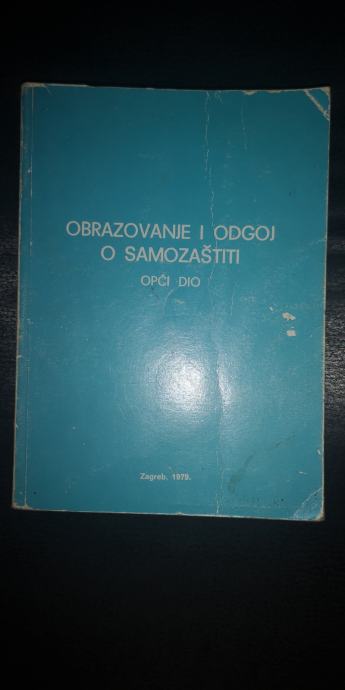 OBRAZOVANJE I ODGOJ
O SAMOZAŠTITI
OPĆI DIO
Zagreb, 1979.